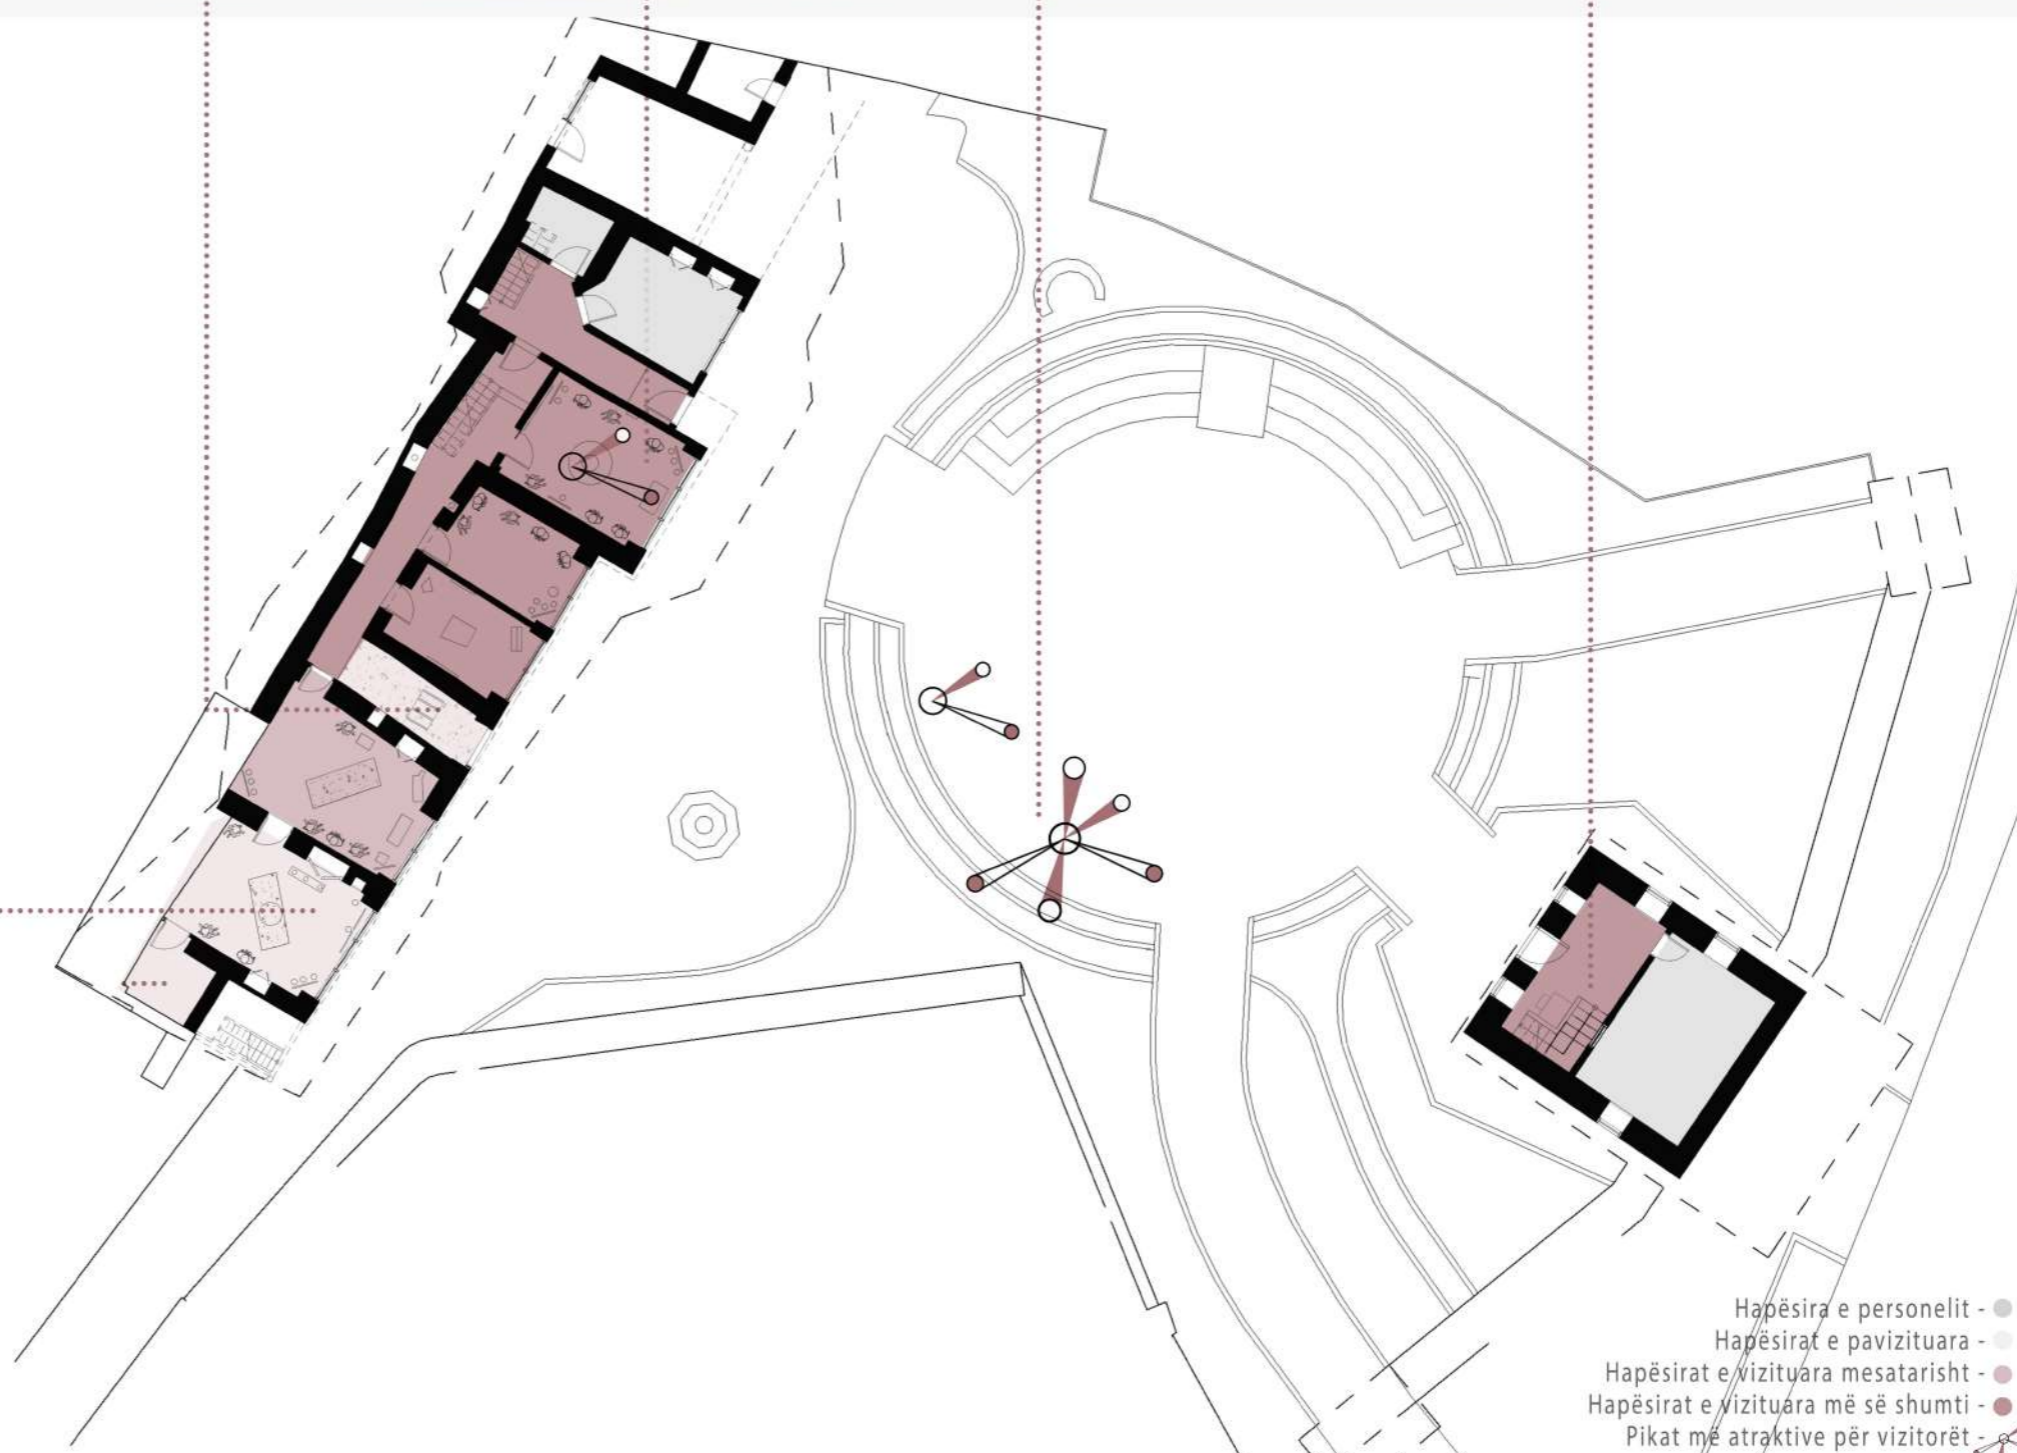 Hapësira e personelit -
Hapësirat e pavizituara -
Hapësirat e vizituara mesatarisht -
Hapësirat e vizituara më së shumti -
Pikat më atraktive për vizitorët -